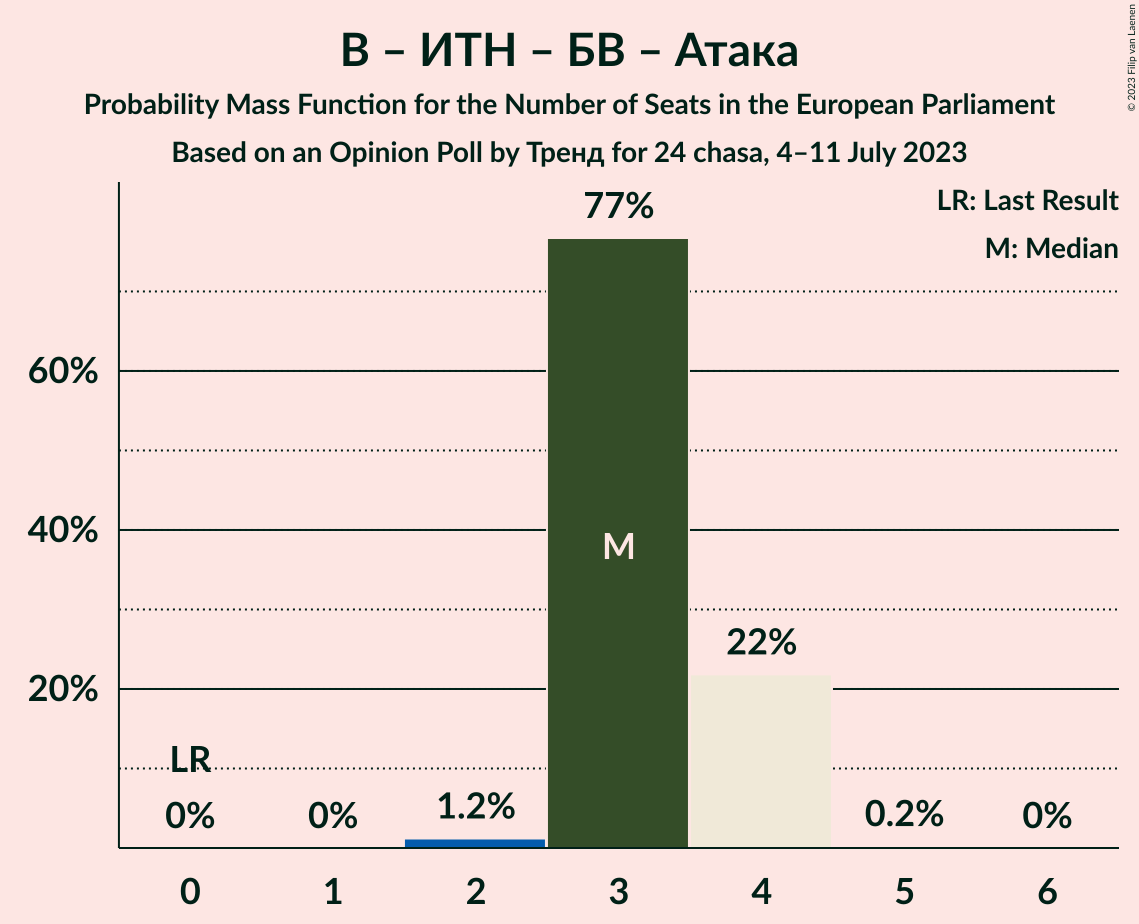 В – ИТН – БВ – Атака
Probability Mass Function for the Number of Seats in the European Parliament
Based on an Opinion Poll by Тренд for 24 chasa, 4–11 July 2023
© 2023 Filip van Laenen
LR: Last Result
M: Median
77%
60%
40%
M
22%
20%
LR
0%
0%
1.2%
0.2%
0%
0
1
2
3
4
5
6